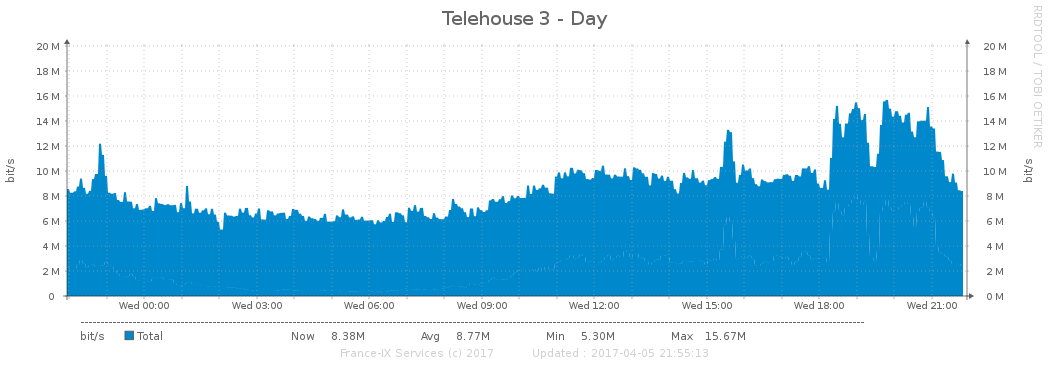 Telehouse 3 - Day
RRDTOOL / TOBI OETIKER
bit/s
20 M
18 M
16 M
14 M
12 M
10 M
8 M
6 M
4 M
2 M
0
20 M
18 M
16 M
14 M
12 M
10 M
8 M
6 M
4 M
2 M
0 M
bit/s
Wed 00:00 Wed 03:00 Wed 06:00 Wed 09:00 Wed 12:00 Wed 15:00 Wed 18:00 Wed 21:00
bit/s Total Now 8.38M Avg 8.77M Min 5.30M Max 15.67M
France-IX Services (c) 2017 Updated : 2017-04-05 21:55:13